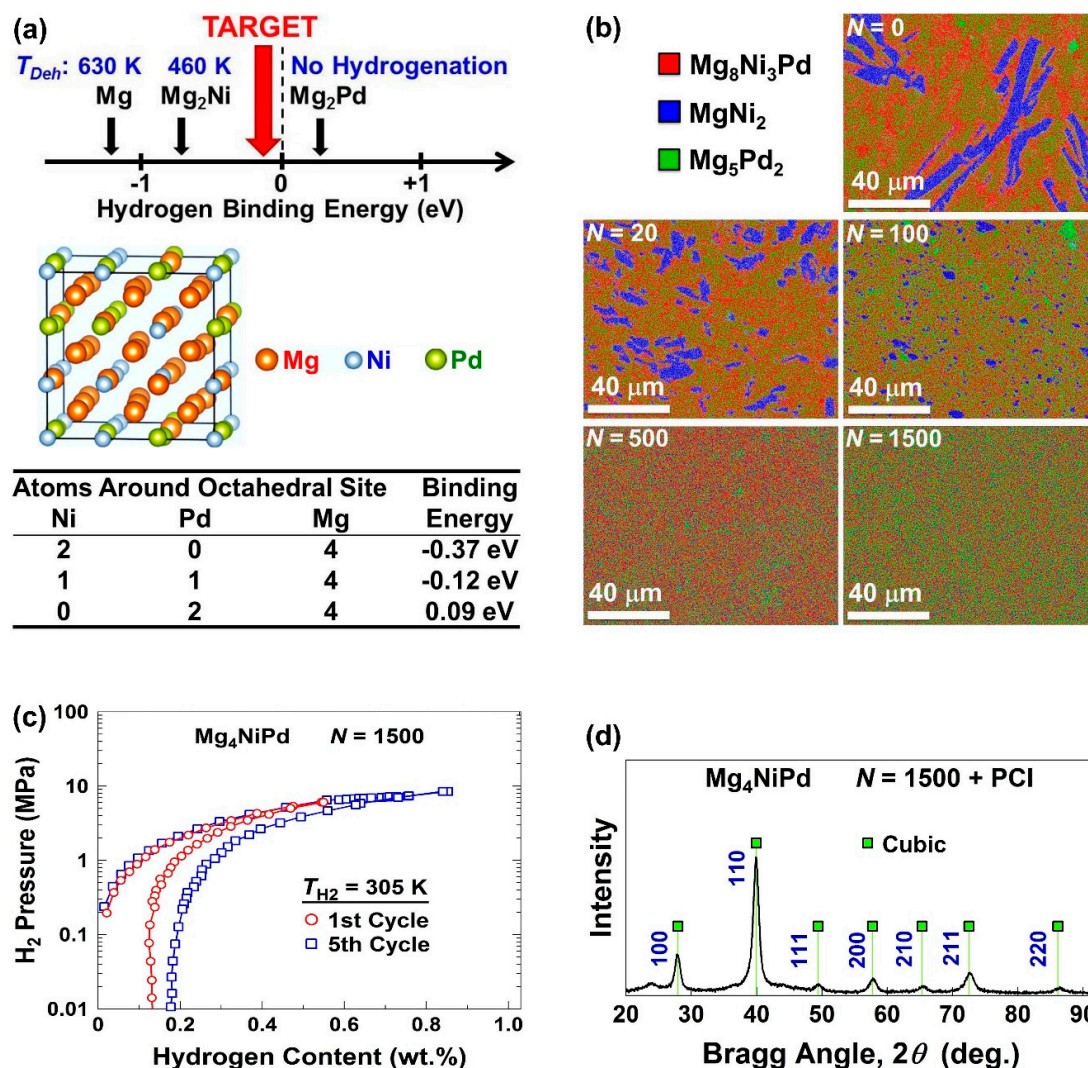 (a)
TARGET
T_Deh: 630 K 460 K No Hydrogenation
Mg Mg₂Ni Mg₂Pd
-1 0 +1
Hydrogen Binding Energy (eV)
Mg Ni Pd
Atoms Around Octahedral Site Binding
Ni Pd Mg Energy
2 0 4 -0.37 eV
1 1 4 -0.12 eV
0 2 4 0.09 eV
(b)
Mg₈Ni₃Pd
MgNi₂
Mg₅Pd₂
N = 0
40 μm
N = 20
40 μm
N = 100
40 μm
N = 500
40 μm
N = 1500
40 μm
(c)
Mg₄NiPd N = 1500
100
10
1
0.1
0.01
H₂ Pressure (MPa)
T_H2 = 305 K
1st Cycle
5th Cycle
0 0.2 0.4 0.6 0.8 1.0
Hydrogen Content (wt.%)
(d)
Mg₄NiPd N = 1500 + PCI
Cubic
Intensity
100
110
111
200
210
211
220
20 30 40 50 60 70 80 90
Bragg Angle, 2θ (deg.)